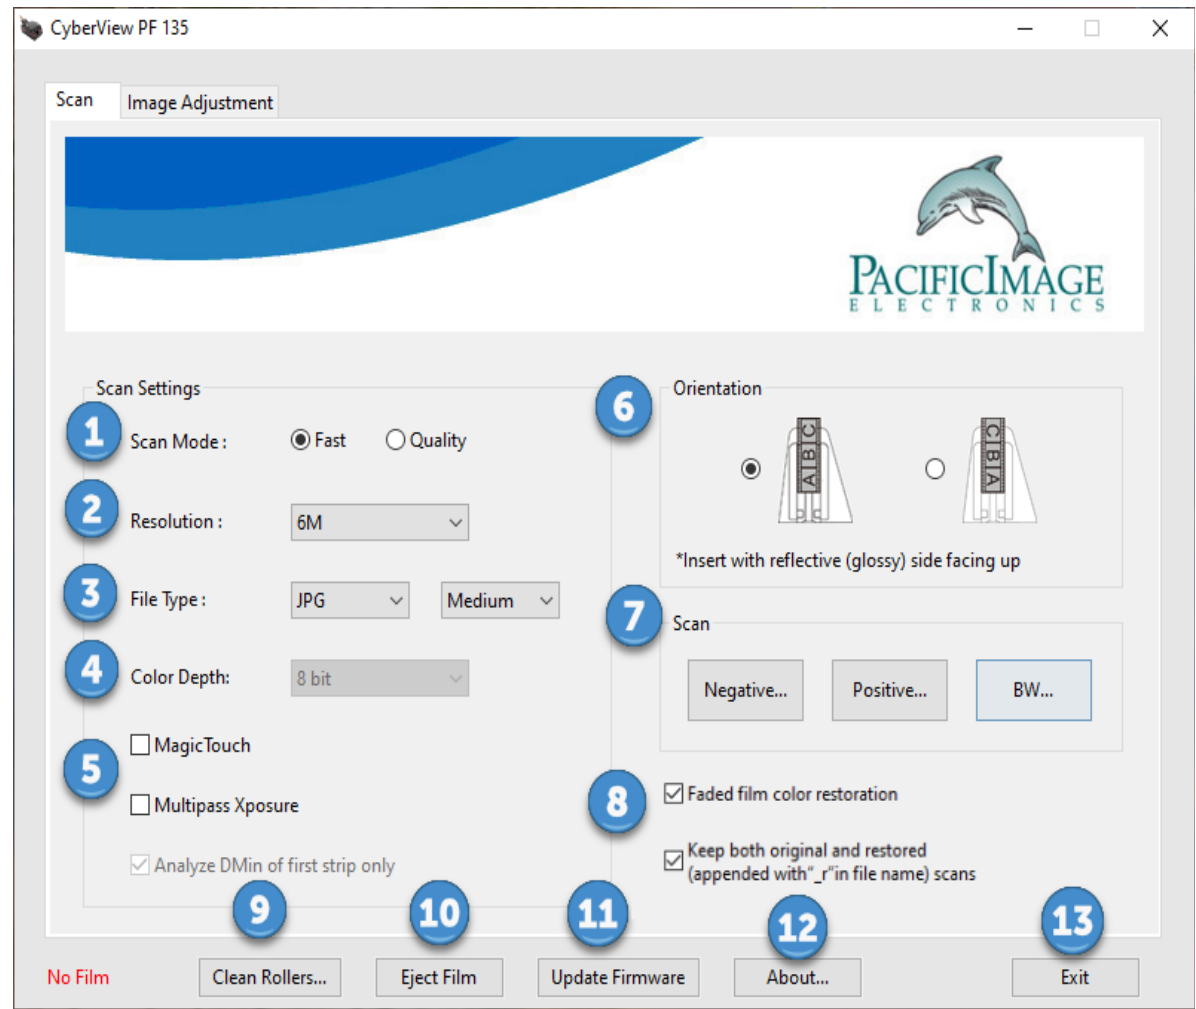 CyberView PF 135
Scan
Image Adjustment
PACIFICIMAGE
ELECTRONICS
Scan Settings
1
Scan Mode :
Fast
Quality
2
Resolution :
6M
3
File Type :
JPG
Medium
4
Color Depth:
8 bit
5
MagicTouch
Multipass Xposure
Analyze DMin of first strip only
6
Orientation
A B C
C B A
*Insert with reflective (glossy) side facing up
7
Scan
Negative...
Positive...
BW...
8
Faded film color restoration
Keep both original and restored
(appended with“_r”in file name) scans
9
10
11
12
13
No Film
Clean Rollers...
Eject Film
Update Firmware
About...
Exit